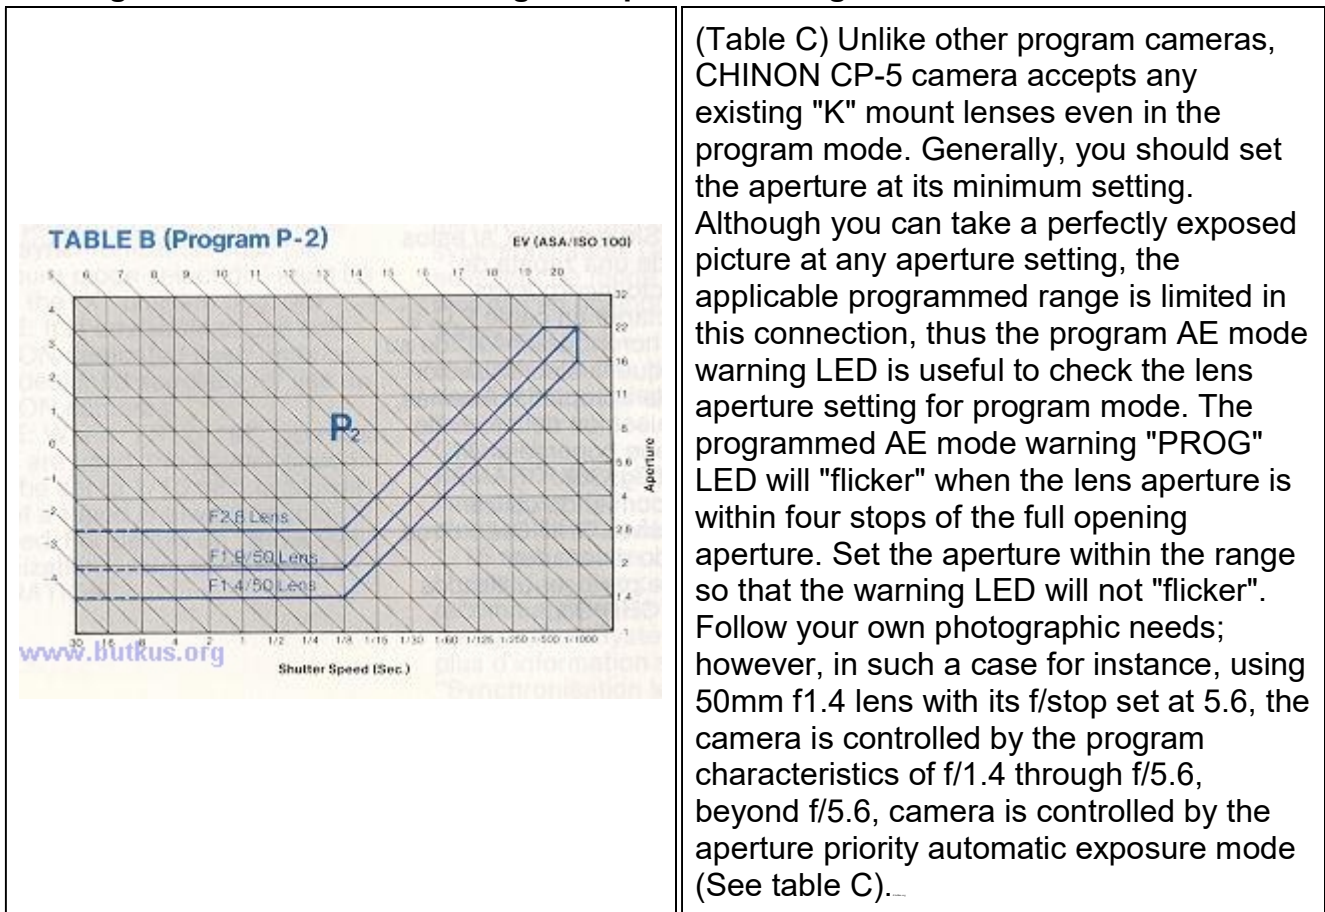 TABLE B (Program P-2)
EV (ASA/ISO 100)
5 6 7 8 9 10 11 12 13 14 15 16 17 18 19 20
4
3
2
1
0
-1
-2
-3
-4
32
22
16
11
8
5.6
4
2.8
2
1.4
1
Aperture
P2
F2.8 Lens
F1.9/50 Lens
F1.4/50 Lens
30 15 8 4 2 1 1/2 1/4 1/8 1/15 1/30 1/60 1/125 1/250 1/500 1/1000
Shutter Speed (Sec.)
www.butkus.org
(Table C) Unlike other program cameras,
CHINON CP-5 camera accepts any
existing "K" mount lenses even in the
program mode. Generally, you should set
the aperture at its minimum setting.
Although you can take a perfectly exposed
picture at any aperture setting, the
applicable programmed range is limited in
this connection, thus the program AE mode
warning LED is useful to check the lens
aperture setting for program mode. The
programmed AE mode warning "PROG"
LED will "flicker" when the lens aperture is
within four stops of the full opening
aperture. Set the aperture within the range
so that the warning LED will not "flicker".
Follow your own photographic needs;
however, in such a case for instance, using
50mm f1.4 lens with its f/stop set at 5.6, the
camera is controlled by the program
characteristics of f/1.4 through f/5.6,
beyond f/5.6, camera is controlled by the
aperture priority automatic exposure mode
(See table C).